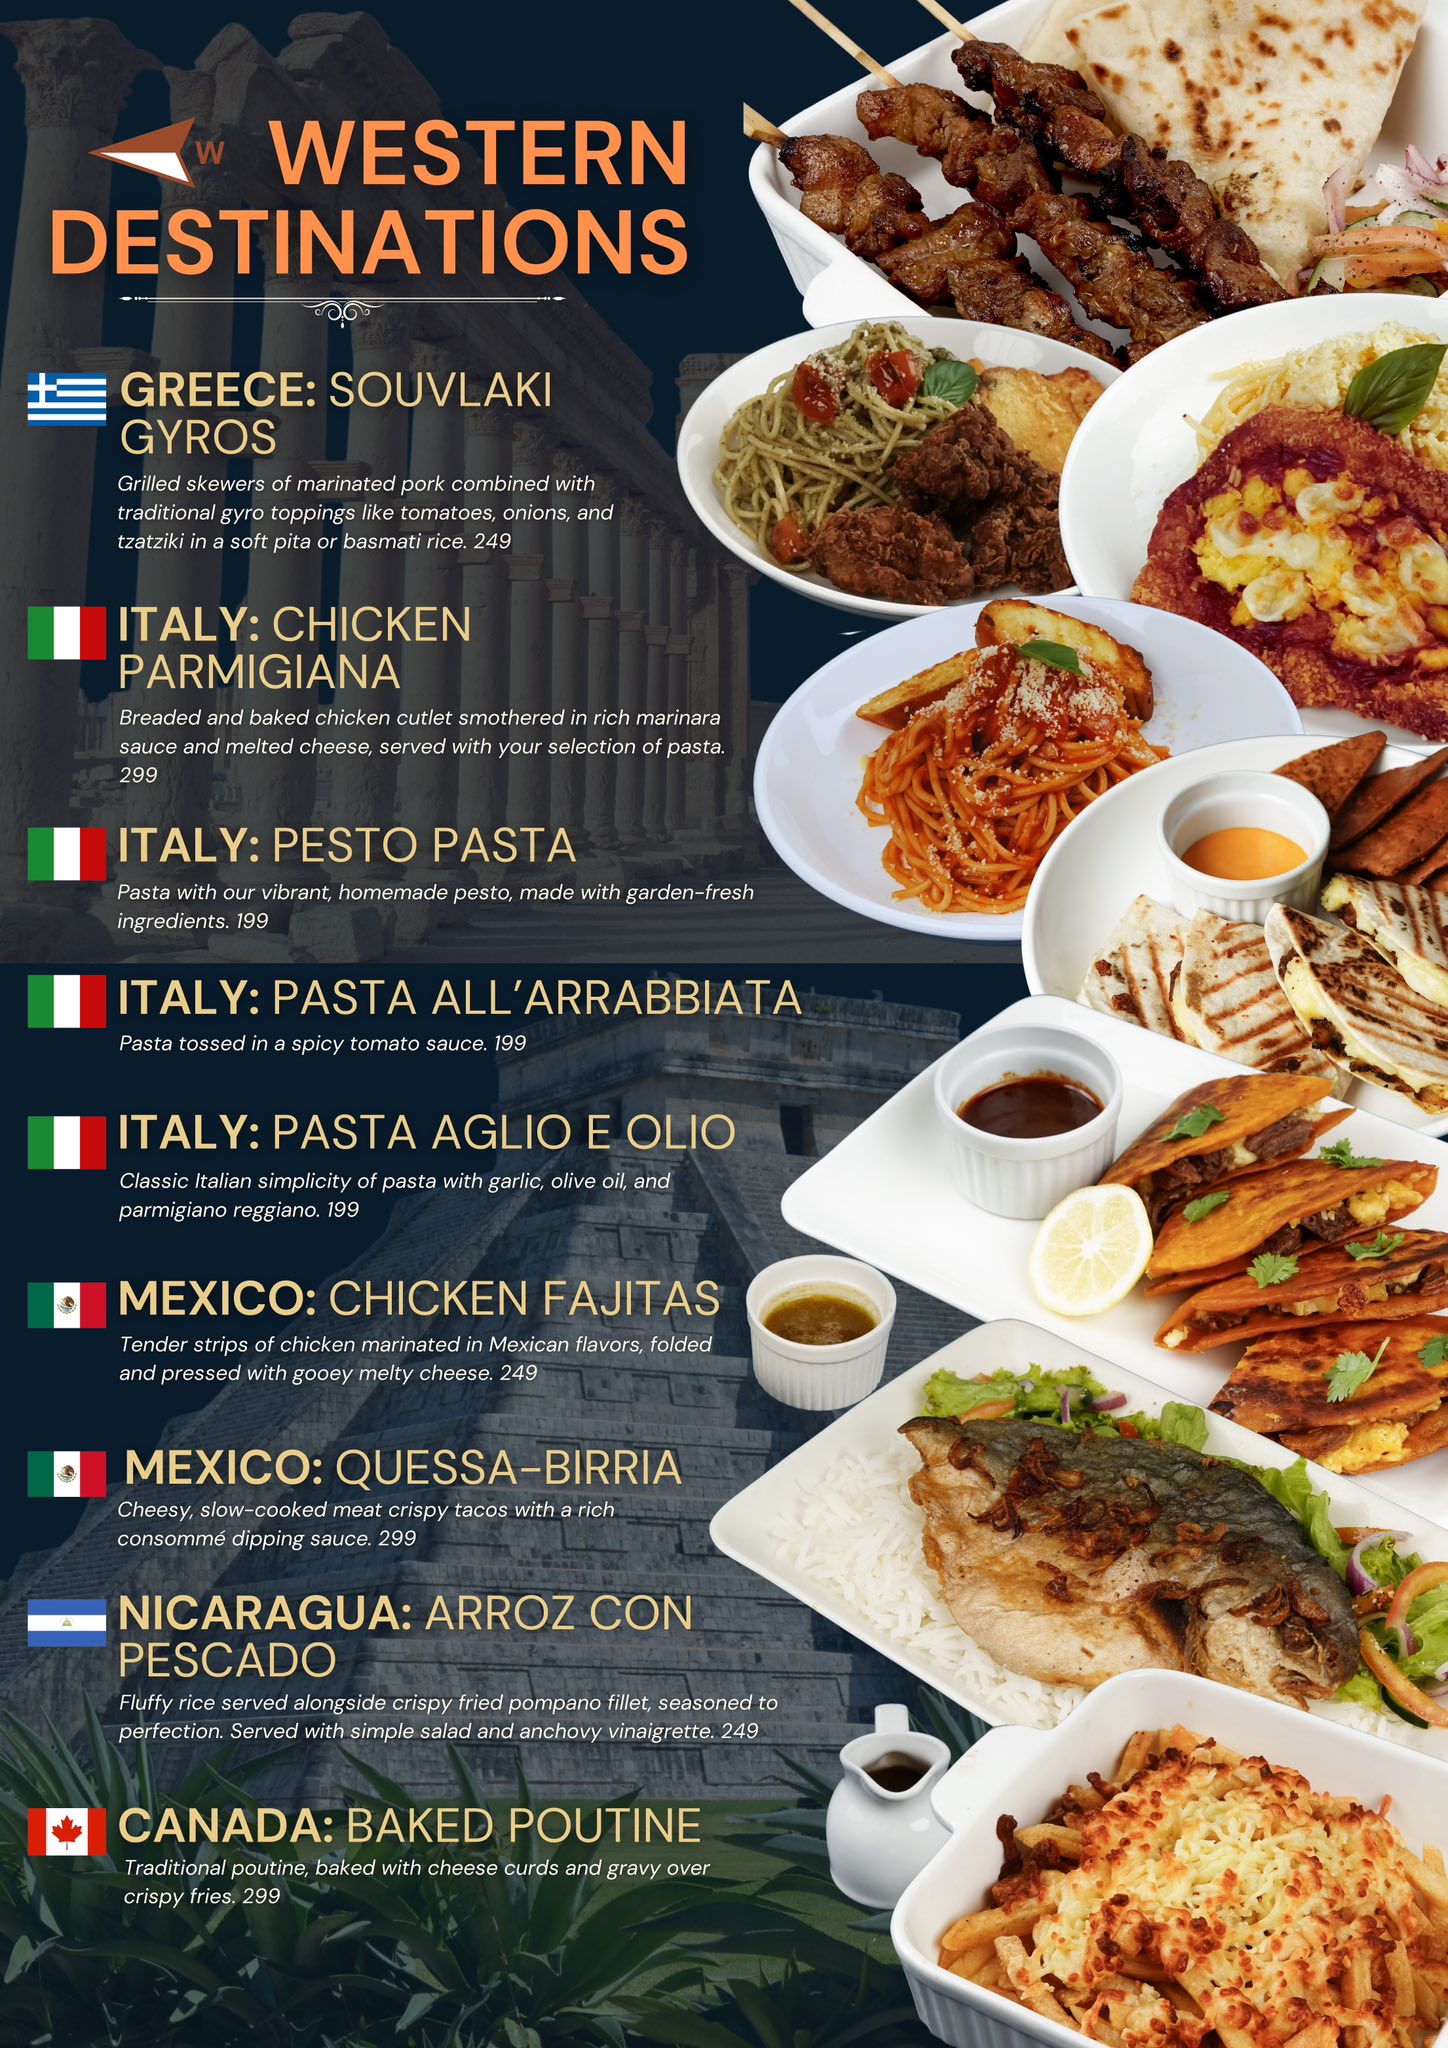 W
WESTERN
DESTINATIONS
GREECE: SOUVLAKI
GYROS
Grilled skewers of marinated pork combined with
traditional gyro toppings like tomatoes, onions, and
tzatziki in a soft pita or basmati rice. 249
ITALY: CHICKEN
PARMIGIANA
Breaded and baked chicken cutlet smothered in rich marinara
sauce and melted cheese, served with your selection of pasta.
299
ITALY: PESTO PASTA
Pasta with our vibrant, homemade pesto, made with garden-fresh
ingredients. 199
ITALY: PASTA ALL'ARRABBIATA
Pasta tossed in a spicy tomato sauce. 199
ITALY: PASTA AGLIO E OLIO
Classic Italian simplicity of pasta with garlic, olive oil, and
parmigiano reggiano. 199
MEXICO: CHICKEN FAJITAS
Tender strips of chicken marinated in Mexican flavors, folded
and pressed with gooey melty cheese. 249
MEXICO: QUESSA-BIRRIA
Cheesy, slow-cooked meat crispy tacos with a rich
consommé dipping sauce. 299
NICARAGUA: ARROZ CON
PESCADO
Fluffy rice served alongside crispy fried pompano fillet, seasoned to
perfection. Served with simple salad and anchovy vinaigrette. 249
CANADA: BAKED POUTINE
Traditional poutine, baked with cheese curds and gravy over
crispy fries. 299